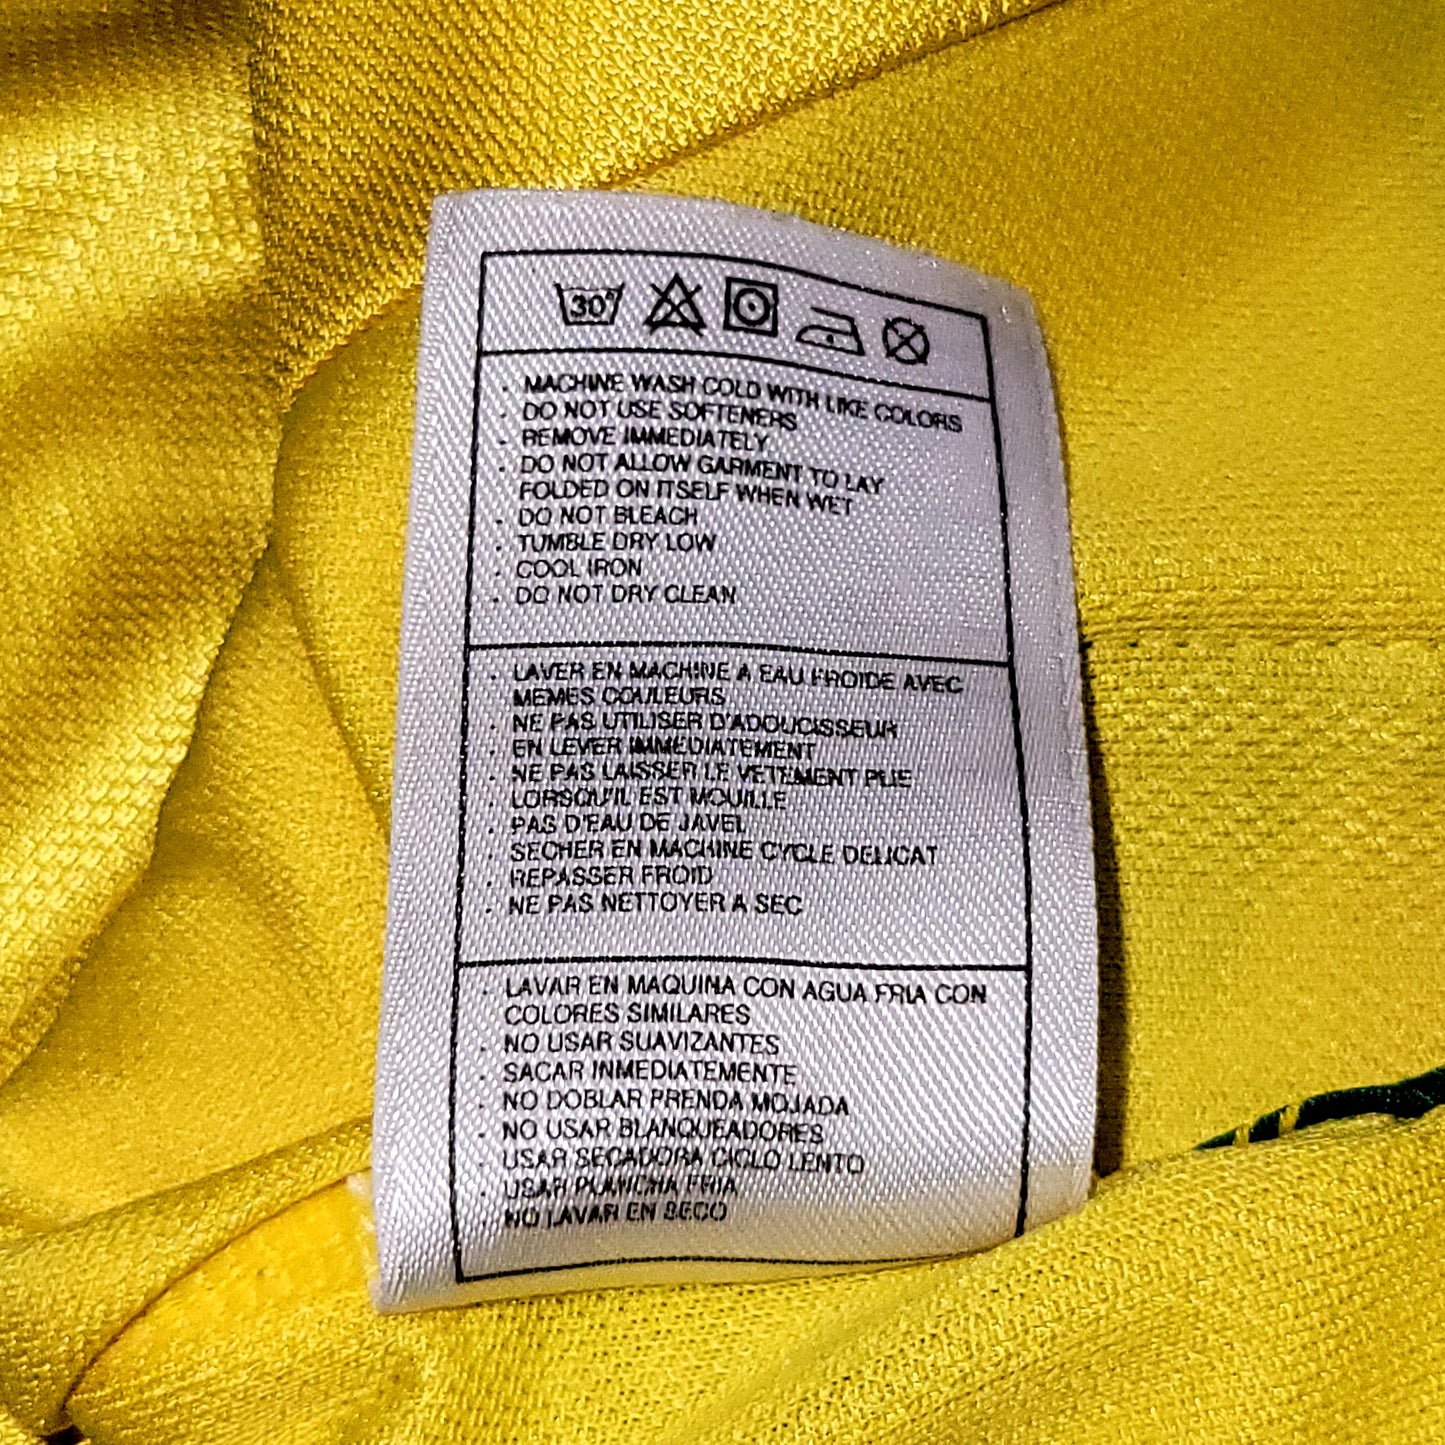 30°
. MACHINE WASH COLD WITH LIKE COLORS
. DO NOT USE SOFTENERS
. REMOVE IMMEDIATELY
. DO NOT ALLOW GARMENT TO LAY
FOLDED ON ITSELF WHEN WET
. DO NOT BLEACH
. TUMBLE DRY LOW
. COOL IRON
. DO NOT DRY CLEAN
. LAVER EN MACHINE A EAU FROIDE AVEC
MEMES COULEURS
. NE PAS UTILISER D'ADOUCISSEUR
. EN LEVER IMMEDIATEMENT
. NE PAS LAISSER LE VETEMENT PLIE
. LORSQU'IL EST MOUILLE
. PAS D'EAU DE JAVEL
. SECHER EN MACHINE CYCLE DELICAT
. REPASSER FROID
. NE PAS NETTOYER A SEC
. LAVAR EN MAQUINA CON AGUA FRIA CON
COLORES SIMILARES
. NO USAR SUAVIZANTES
. SACAR INMEDIATEMENTE
. NO DOBLAR PRENDA MOJADA
. NO USAR BLANQUEADORES
. USAR SECADORA CICLO LENTO
. USAR PLANCHA FRIA
. NO LAVAR EN SECO